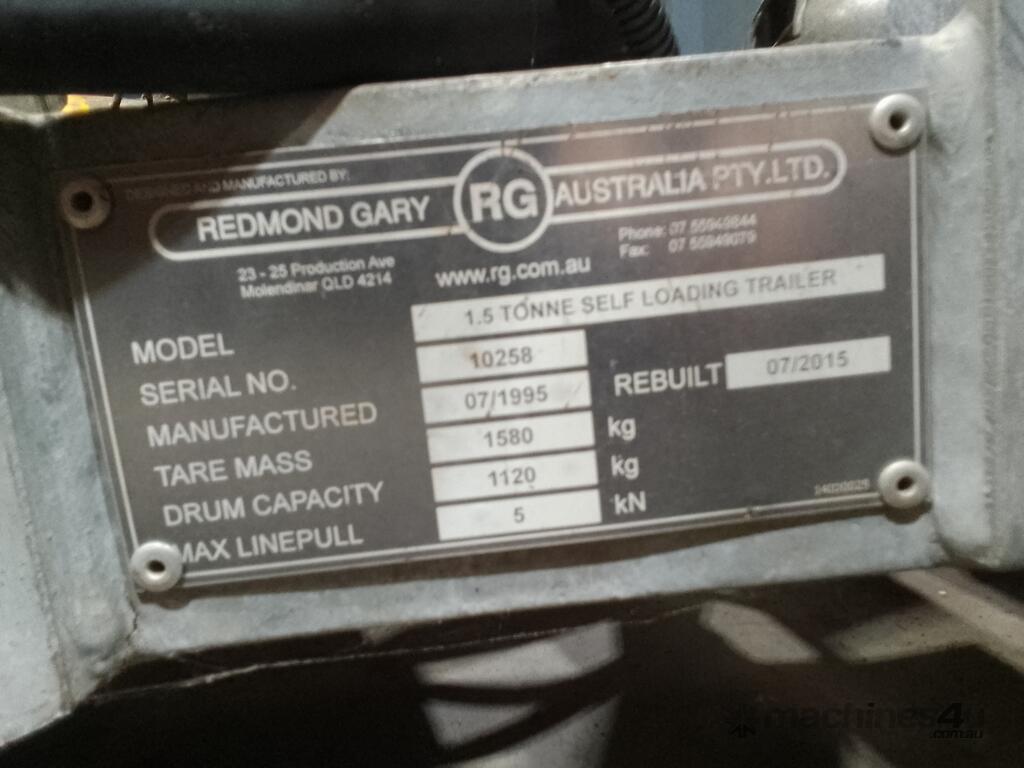 DESIGNED AND MANUFACTURED BY:
REDMOND GARY RG AUSTRALIA PTY.LTD.
23 - 25 Production Ave
Molendinar QLD 4214
www.rg.com.au
Phone: 07 55949844
Fax: 07 55949079
MODEL 1.5 TONNE SELF LOADING TRAILER
SERIAL NO. 10258
MANUFACTURED 07/1995 REBUILT 07/2015
TARE MASS 1580 kg
DRUM CAPACITY 1120 kg
MAX LINEPULL 5 kN
machines4u
.com.au